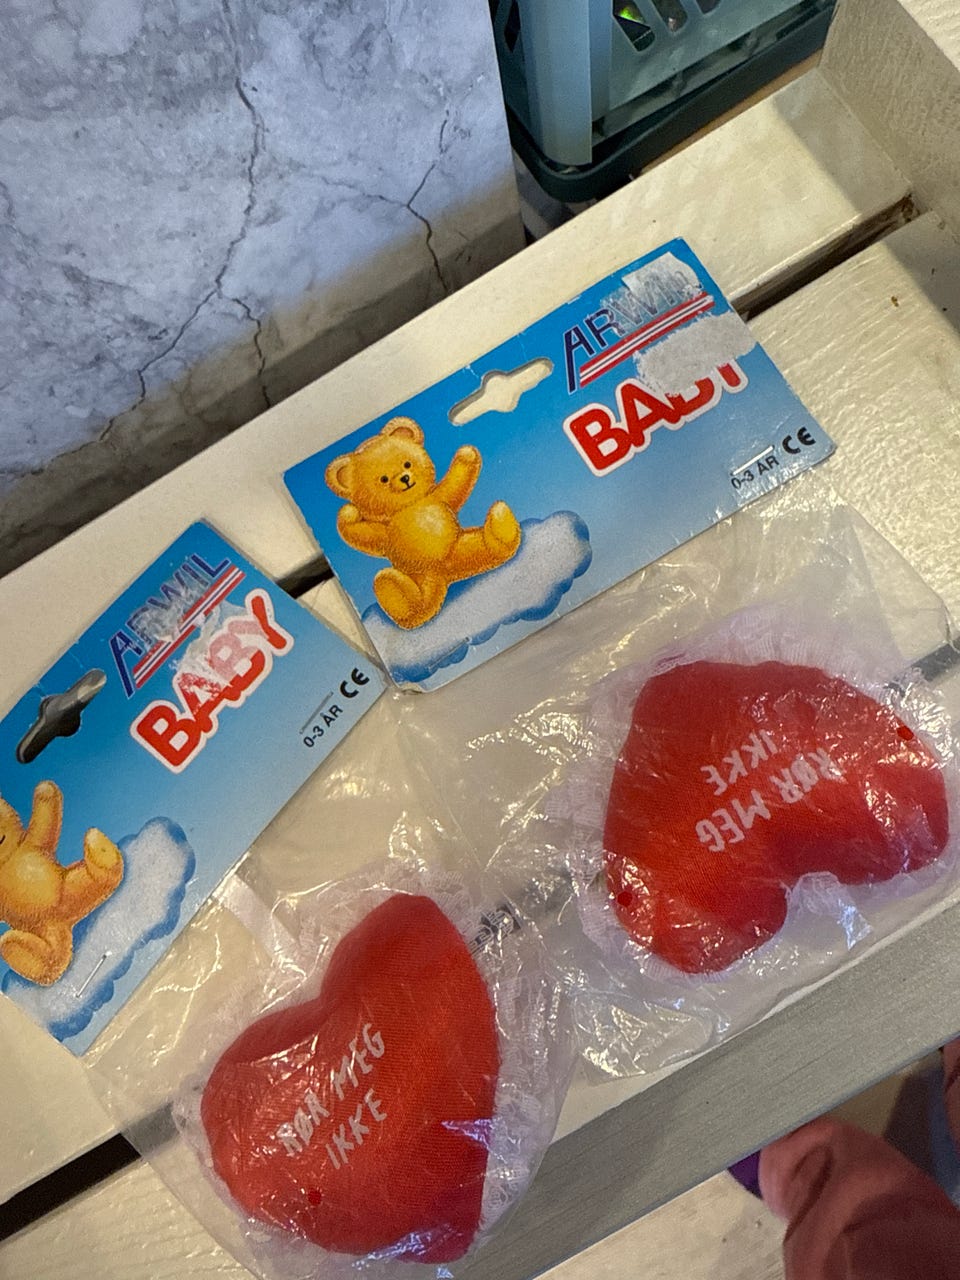 ARWIL
BABY
0-3 ÅR CE
RØR MEG
IKKE
ARWIL
BABY
0-3 ÅR CE
RØR MEG
IKKE